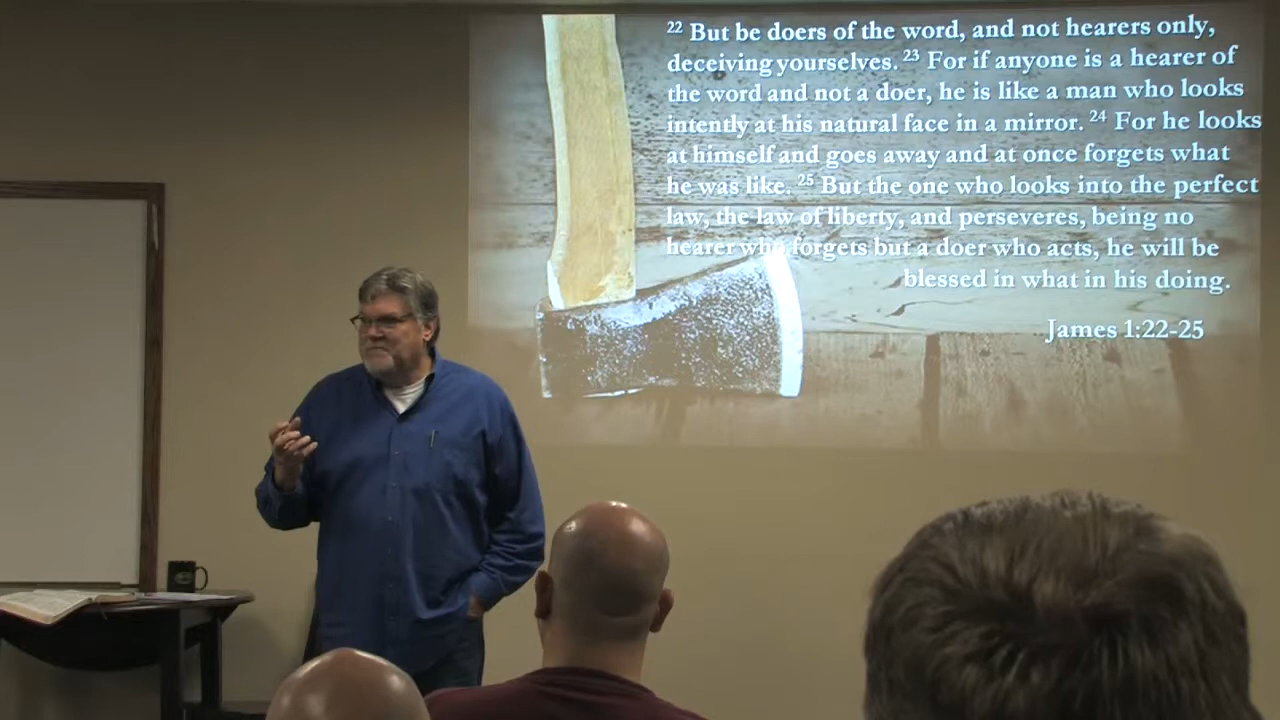 22 But be doers of the word, and not hearers only,
deceiving yourselves. 23 For if anyone is a hearer of
the word and not a doer, he is like a man who looks
intently at his natural face in a mirror. 24 For he looks
at himself and goes away and at once forgets what
he was like. 25 But the one who looks into the perfect
law, the law of liberty, and perseveres, being no
hearer who forgets but a doer who acts, he will be
blessed in what in his doing.
James 1:22-25